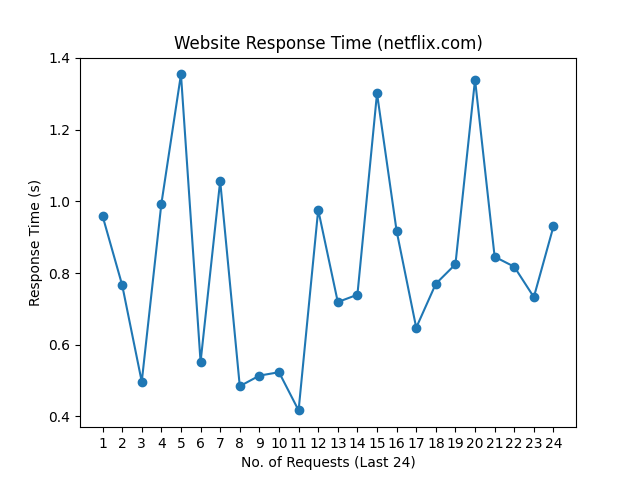 Website Response Time (netflix.com)
1.4
1.2
1.0
0.8
0.6
0.4
Response Time (s)
1 2 3 4 5 6 7 8 9 10 11 12 13 14 15 16 17 18 19 20 21 22 23 24
No. of Requests (Last 24)